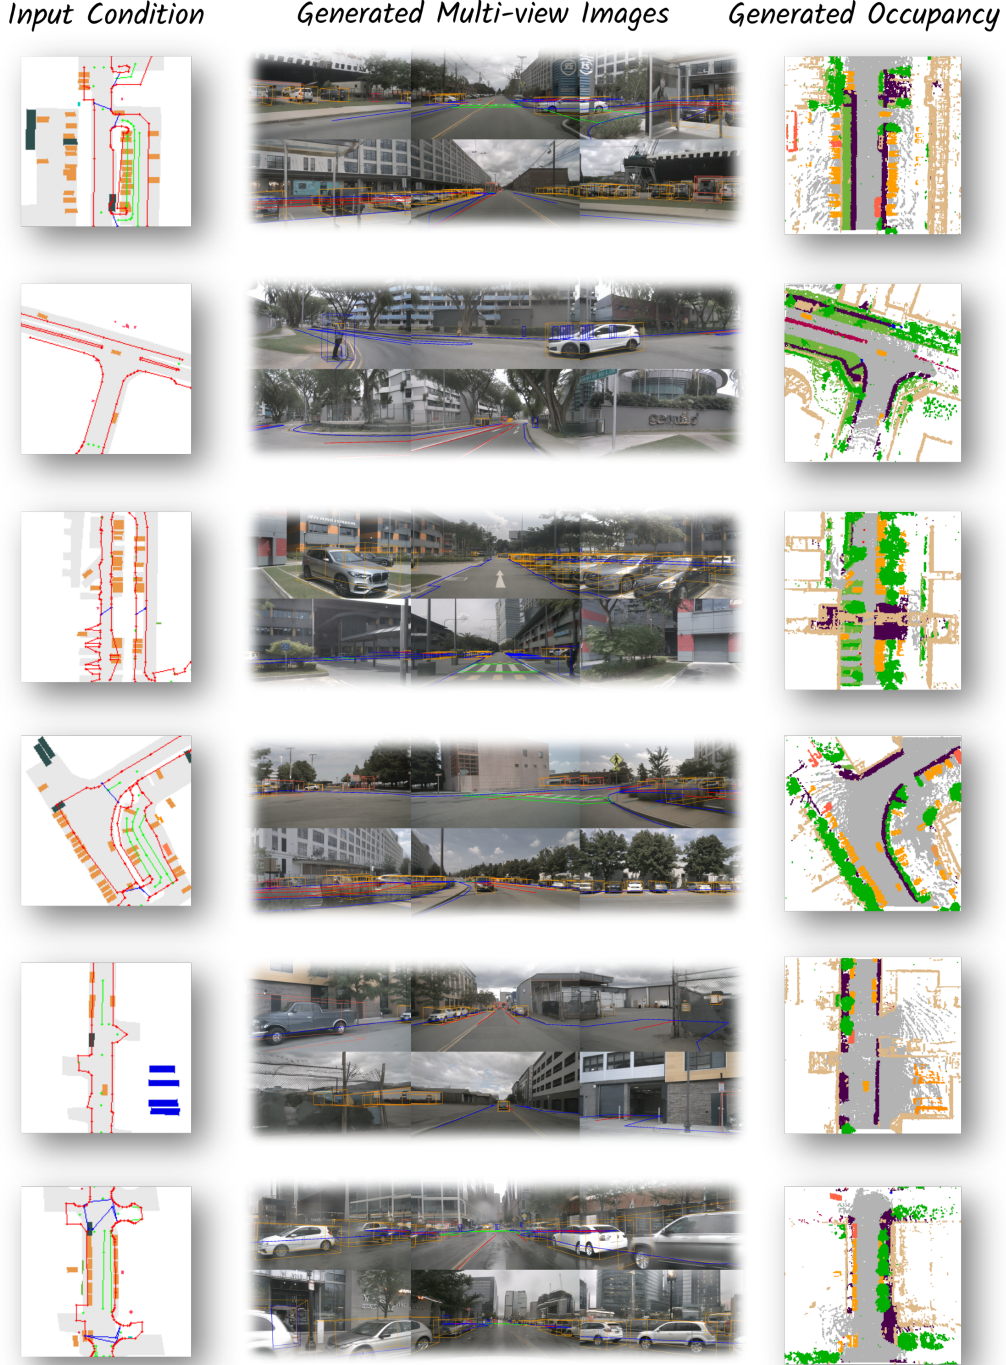 Input Condition
Generated Multi-view Images
Generated Occupancy